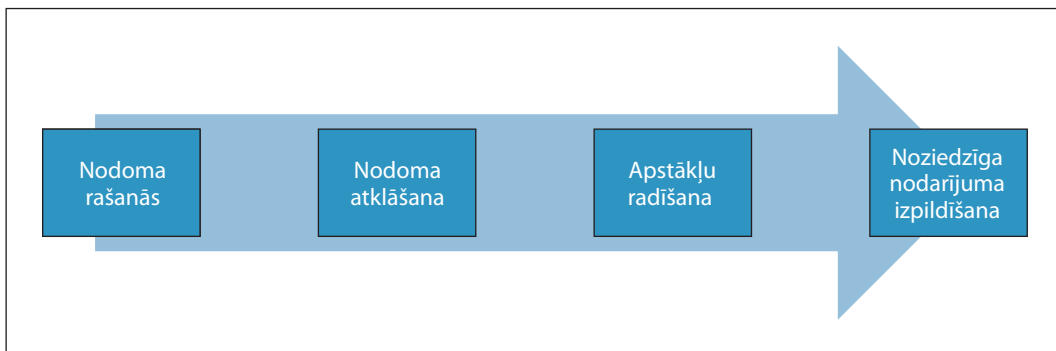 Nodoma
rašanās
Nodoma
atklāšana
Apstākļu
radīšana
Noziedzīga
nodarījuma
izpildīšana